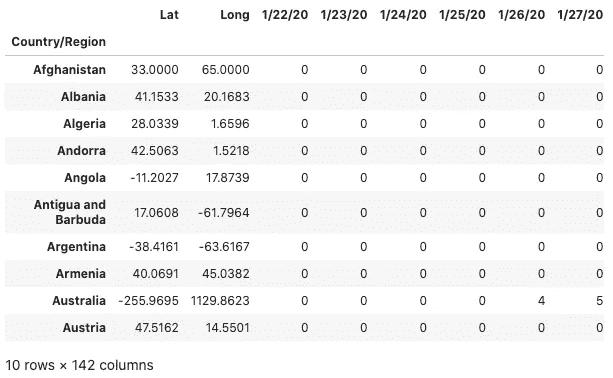 Lat Long 1/22/20 1/23/20 1/24/20 1/25/20 1/26/20 1/27/20
Country/Region
Afghanistan 33.0000 65.0000 0 0 0 0 0 0
Albania 41.1533 20.1683 0 0 0 0 0 0
Algeria 28.0339 1.6596 0 0 0 0 0 0
Andorra 42.5063 1.5218 0 0 0 0 0 0
Angola -11.2027 17.8739 0 0 0 0 0 0
Antigua and
Barbuda 17.0608 -61.7964 0 0 0 0 0 0
Argentina -38.4161 -63.6167 0 0 0 0 0 0
Armenia 40.0691 45.0382 0 0 0 0 0 0
Australia -255.9695 1129.8623 0 0 0 0 4 5
Austria 47.5162 14.5501 0 0 0 0 0 0
10 rows × 142 columns